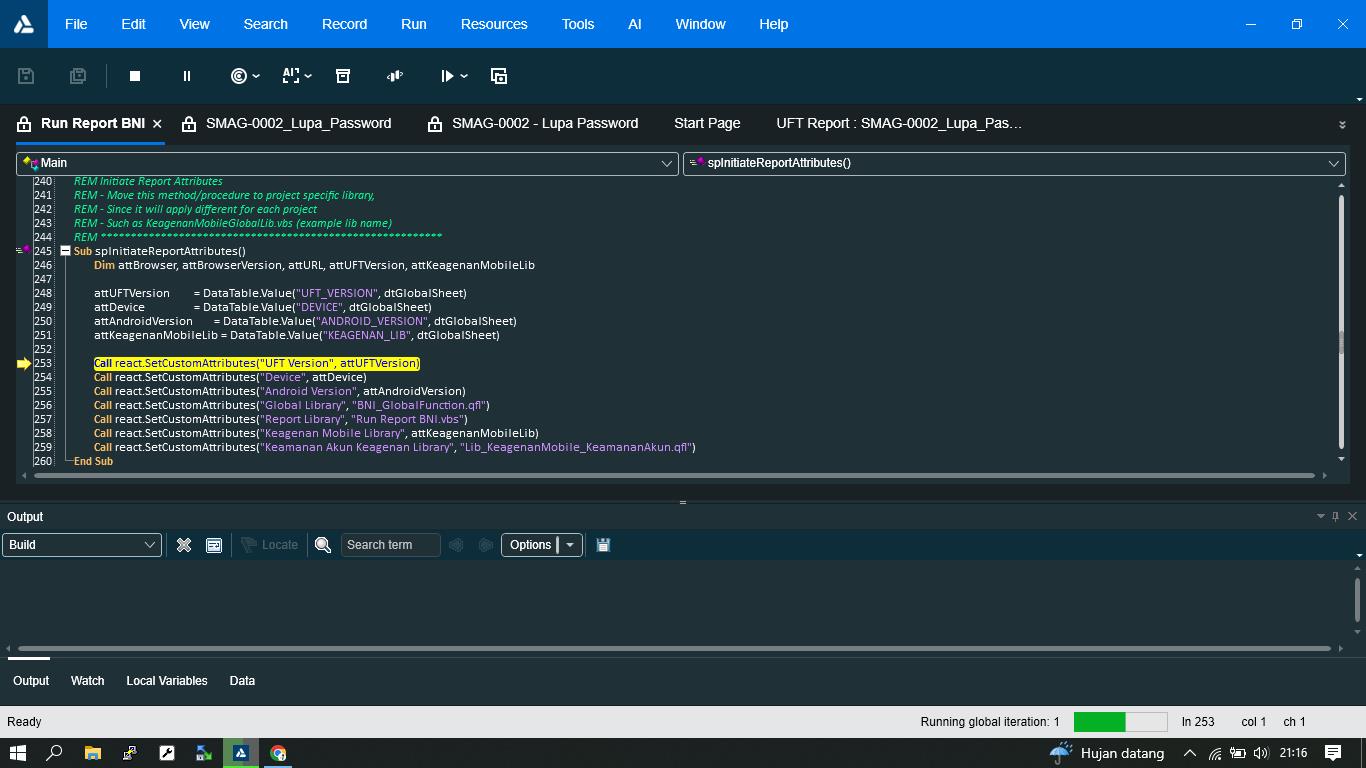 File Edit View Search Record Run Resources Tools AI Window Help
AI
Run Report BNI SMAG-0002_Lupa_Password SMAG-0002 - Lupa Password Start Page UFT Report : SMAG-0002_Lupa_Pas...
Main spInitiateReportAttributes()
240 REM Initiate Report Attributes
241 REM - Move this method/procedure to project specific library,
242 REM - Since it will apply different for each project
243 REM - Such as KeagenanMobileGlobalLib.vbs (example lib name)
244 REM *******************************************************
245 Sub spInitiateReportAttributes()
246 Dim attBrowser, attBrowserVersion, attURL, attUFTVersion, attKeagenanMobileLib
247
248 attUFTVersion = DataTable.Value("UFT_VERSION", dtGlobalSheet)
249 attDevice = DataTable.Value("DEVICE", dtGlobalSheet)
250 attAndroidVersion = DataTable.Value("ANDROID_VERSION", dtGlobalSheet)
251 attKeagenanMobileLib = DataTable.Value("KEAGENAN_LIB", dtGlobalSheet)
252
253 Call react.SetCustomAttributes("UFT Version", attUFTVersion)
254 Call react.SetCustomAttributes("Device", attDevice)
255 Call react.SetCustomAttributes("Android Version", attAndroidVersion)
256 Call react.SetCustomAttributes("Global Library", "BNI_GlobalFunction.qfl")
257 Call react.SetCustomAttributes("Report Library", "Run Report BNI.vbs")
258 Call react.SetCustomAttributes("Keagenan Mobile Library", attKeagenanMobileLib)
259 Call react.SetCustomAttributes("Keamanan Akun Keagenan Library", "Lib_KeagenanMobile_KeamananAkun.qfl")
260 End Sub
Output
Build Locate Search term Options
Output Watch Local Variables Data
Ready Running global iteration: 1 ln 253 col 1 ch 1
Hujan datang 21:16